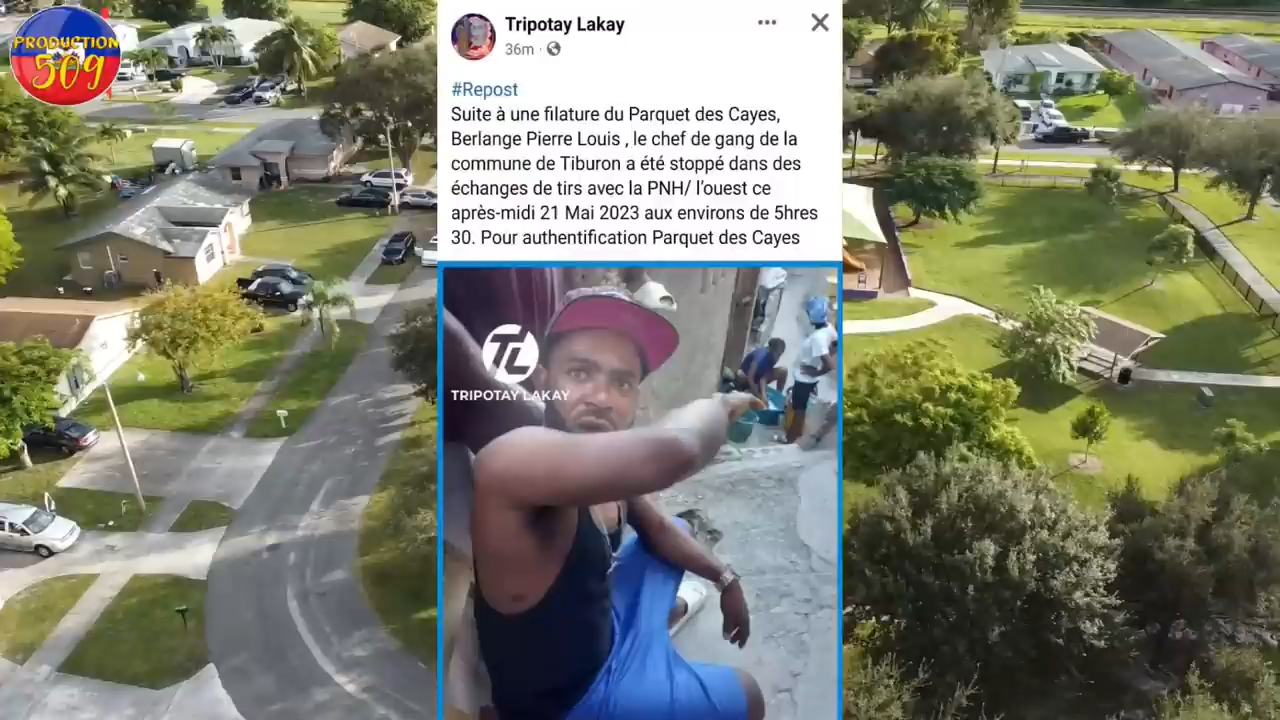 PRODUCTION
509
Tripotay Lakay
36m ·
#Repost
Suite à une filature du Parquet des Cayes,
Berlange Pierre Louis , le chef de gang de la
commune de Tiburon a été stoppé dans des
échanges de tirs avec la PNH/ l'ouest ce
après-midi 21 Mai 2023 aux environs de 5hres
30. Pour authentification Parquet des Cayes
TL
TRIPOTAY LAKAY